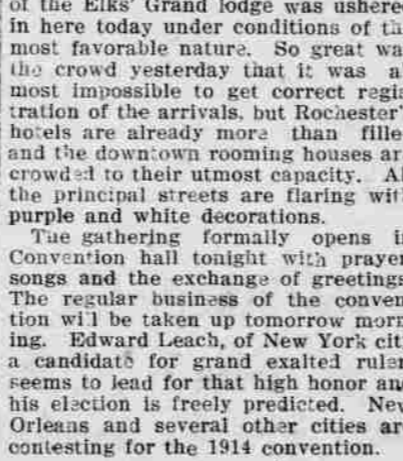 of the Elks' Grand lodge was ushere
in here today under conditions of th
most favorable nature. So great wa
the crowd yesterday that it was a
most impossible to get correct regis
tration of the arrivals, but Rochester'
hotels are already more than fille
and the downtown rooming houses ar
crowded to their utmost capacity. Al
the principal streets are flaring wit
purple and white decorations.
The gathering formally opens i
Convention hall tonight with prayer
songs and the exchange of greetings
The regular business of the conven
tion will be taken up tomorrow morn
ing. Edward Leach, of New York cit
a candidate for grand exalted ruler
seems to lead for that high honor an
his election is freely predicted. Nev
Orleans and several other cities ar
contesting for the 1914 convention.